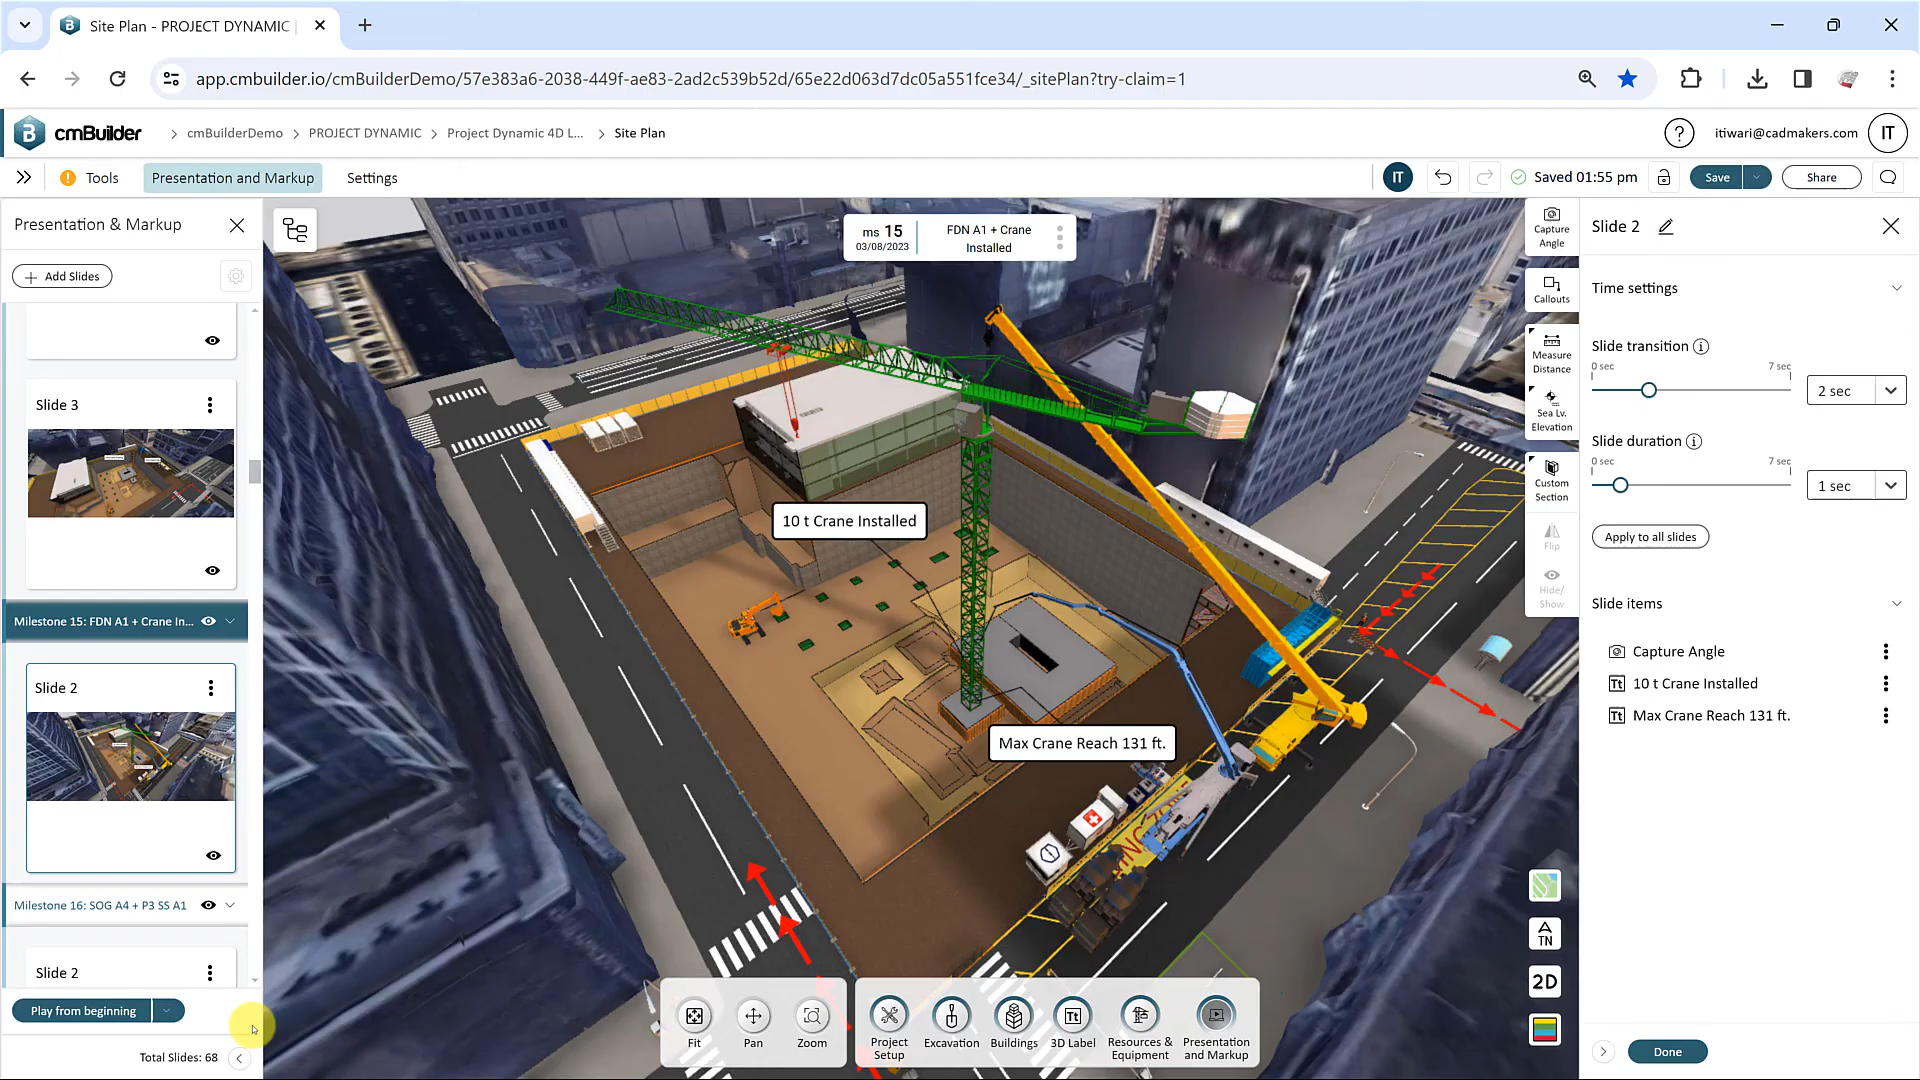 Site Plan - PROJECT DYNAMIC
app.cmbuilder.io/cmBuilderDemo/57e383a6-2038-449f-ae83-2ad2c539b52d/65e22d063d7dc05a551fce34/_sitePlan?try-claim=1
B
cmBuilder
cmBuilderDemo
PROJECT DYNAMIC
Project Dynamic 4D L...
Site Plan
?
itiwari@cadmakers.com
IT
Tools
Presentation and Markup
Settings
IT
Saved 01:55 pm
Save
Share
Presentation & Markup
Add Slides
Slide 3
Milestone 15: FDN A1 + Crane In...
Slide 2
Milestone 16: SOG A4 + P3 SS A1
Slide 2
Play from beginning
Total Slides: 68
ms 15
03/08/2023
FDN A1 + Crane
Installed
10 t Crane Installed
Max Crane Reach 131 ft.
Capture
Angle
Callouts
Measure
Distance
Sea Lv.
Elevation
Custom
Section
Flip
Hide/
Show
TN
2D
Fit
Pan
Zoom
Project
Setup
Excavation
Buildings
Tt
3D Label
Resources &
Equipment
Presentation
and Markup
Slide 2
Time settings
Slide transition
0 sec
7 sec
2 sec
Slide duration
0 sec
7 sec
1 sec
Apply to all slides
Slide items
Capture Angle
Tt 10 t Crane Installed
Tt Max Crane Reach 131 ft.
Done